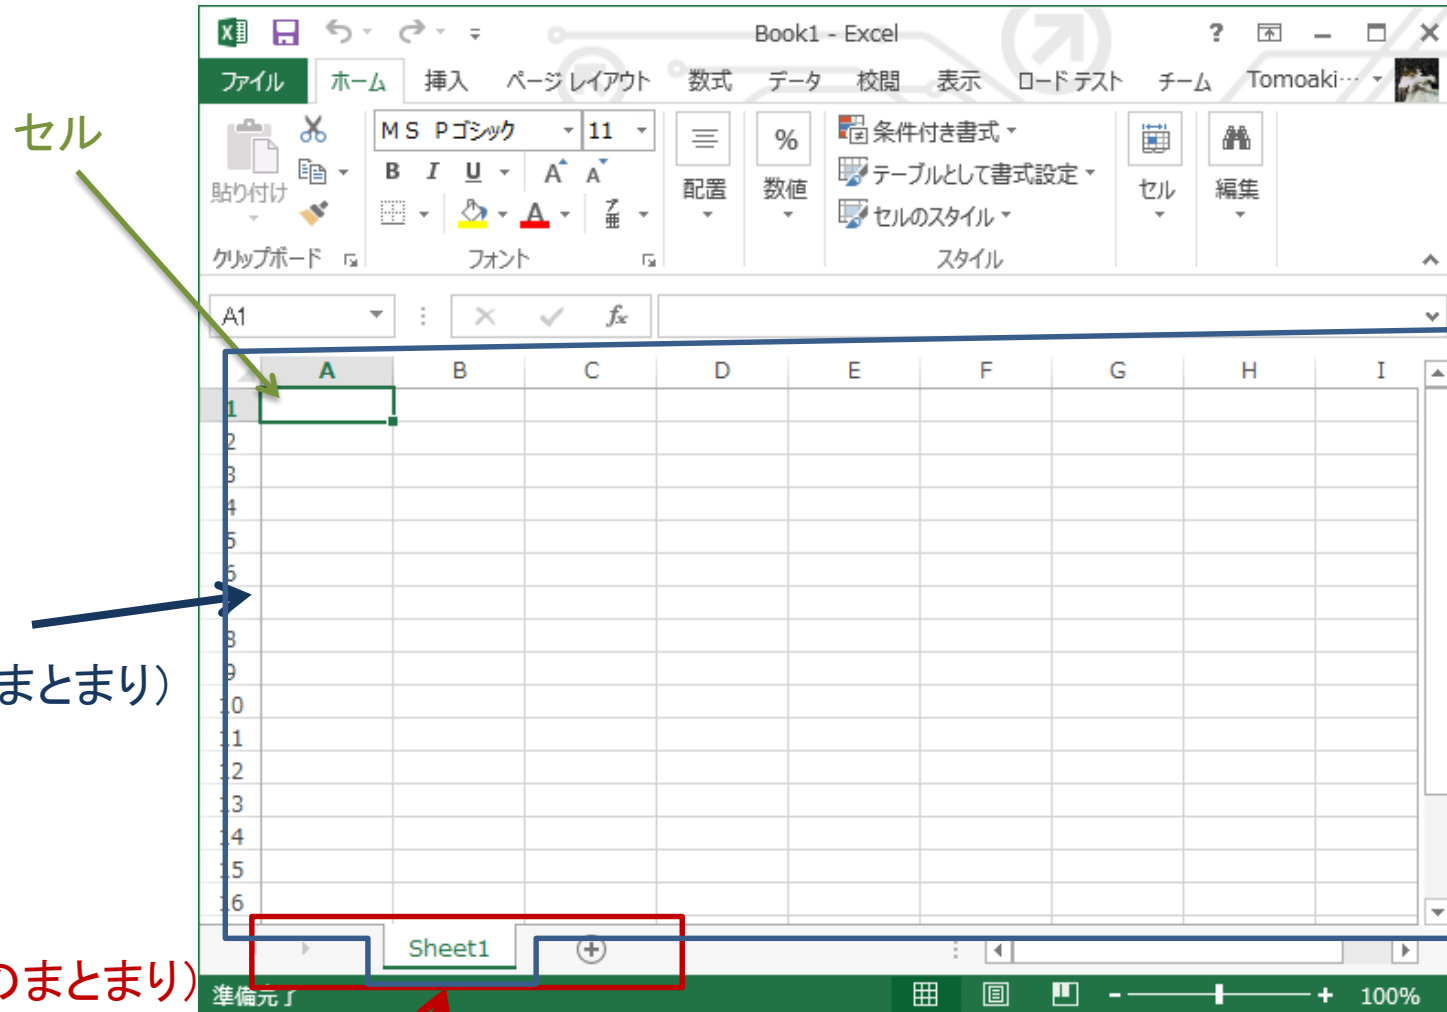 Book1 - Excel
?
ファイル ホーム 挿入 ページ レイアウト 数式 データ 校閲 表示 ロード テスト チーム Tomoaki…
セル
ＭＳ Ｐゴシック 11
% 条件付き書式
貼り付け B I U A A 配置 数値 テーブルとして書式設定 セル 編集
A ア亜 セルのスタイル
クリップボード フォント スタイル
A1 fx
A B C D E F G H I
1
2
3
4
5
6
8
まとまり）
9
10
11
12
13
14
15
16
Sheet1
のまとまり）
準備完了 100%